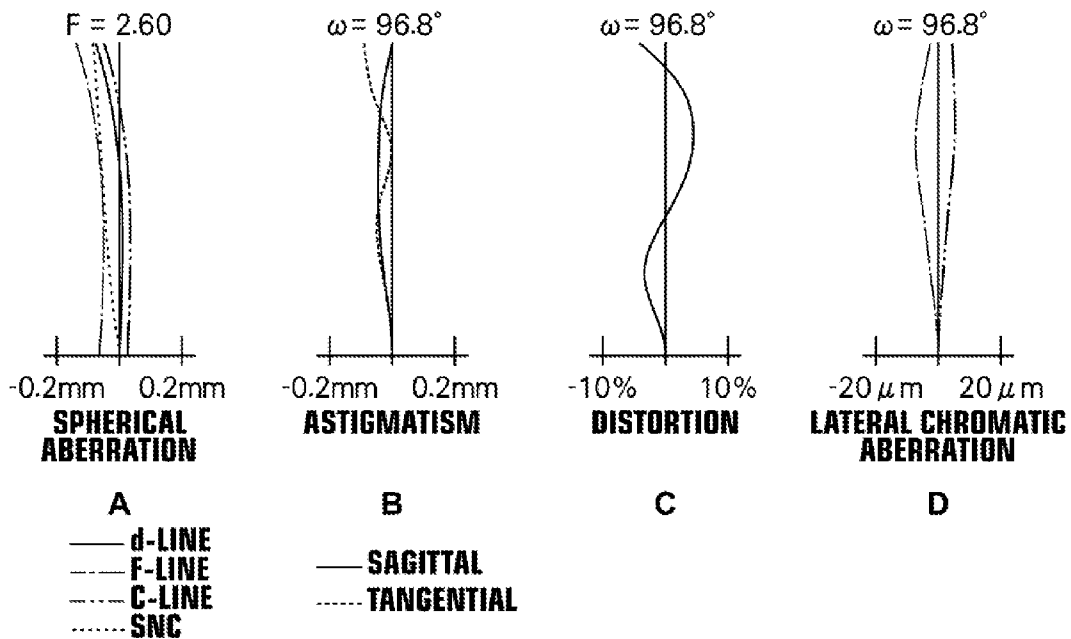 F = 2.60
-0.2mm 0.2mm
SPHERICAL
ABERRATION
A
d-LINE
F-LINE
C-LINE
SNC
ω = 96.8°
-0.2mm 0.2mm
ASTIGMATISM
B
SAGITTAL
TANGENTIAL
ω = 96.8°
-10% 10%
DISTORTION
C
ω = 96.8°
-20 μm 20 μm
LATERAL CHROMATIC
ABERRATION
D